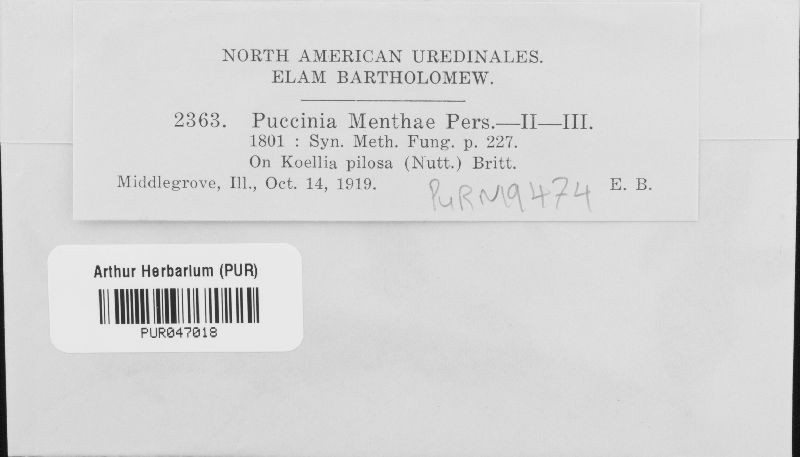 NORTH AMERICAN UREDINALES.
ELAM BARTHOLOMEW.
2363. Puccinia Menthae Pers.—II—III.
1801 : Syn. Meth. Fung. p. 227.
On Koellia pilosa (Nutt.) Britt.
Middlegrove, Ill., Oct. 14, 1919. E. B.
PURN9474
Arthur Herbarium (PUR)
PUR047018